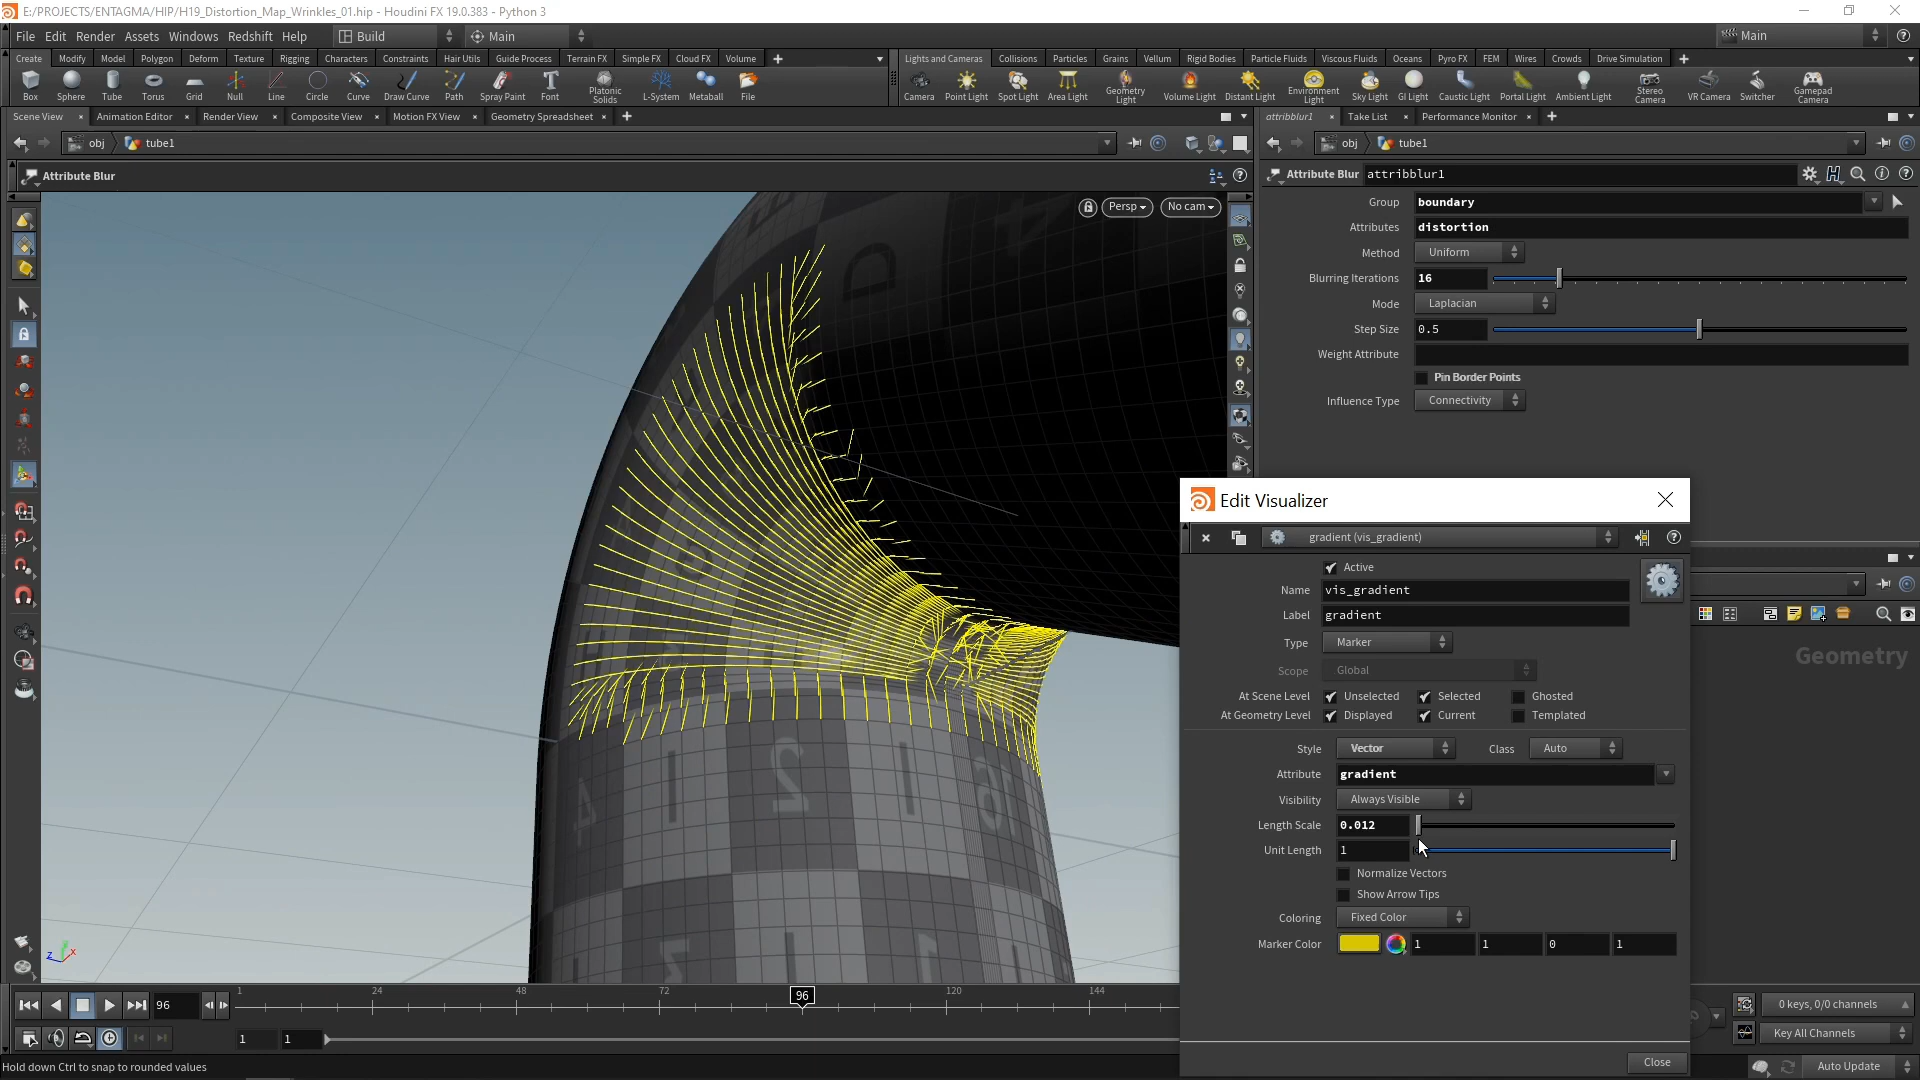 E:/PROJECTS/ENTAGMA/HIP/H19_Distortion_Map_Wrinkles_01.hip - Houdini FX 19.0.383 - Python 3
File Edit Render Assets Windows Redshift Help Build Main Main
Create Modify Model Polygon Deform Texture Rigging Characters Constraints Hair Utils Guide Process Terrain FX Simple FX Cloud FX Volume
Lights and Cameras Collisions Particles Grains Vellum Rigid Bodies Particle Fluids Viscous Fluids Oceans Pyro FX FEM Wires Crowds Drive Simulation
Box Sphere Tube Torus Grid Null Line Circle Curve Draw Curve Path Spray Paint Font Platonic Solids L-System Metaball File
Camera Point Light Spot Light Area Light Geometry Light Volume Light Distant Light Environment Light Sky Light GI Light Caustic Light Portal Light Ambient Light Stereo Camera VR Camera Switcher Gamepad Camera
Scene View Animation Editor Render View Composite View Motion FX View Geometry Spreadsheet
attribblur1 Take List Performance Monitor
obj tube1
obj tube1
Attribute Blur
Attribute Blur attribblur1
Persp No cam
Group boundary
Attributes distortion
Method Uniform
Blurring Iterations 16
Mode Laplacian
Step Size 0.5
Weight Attribute
Pin Border Points
Influence Type Connectivity
Edit Visualizer
gradient (vis_gradient)
Active
Name vis_gradient
Label gradient
Type Marker
Scope Global
At Scene Level Unselected Selected Ghosted
At Geometry Level Displayed Current Templated
Geometry
Style Vector Class Auto
Attribute gradient
Visibility Always Visible
Length Scale 0.012
Unit Length 1
Normalize Vectors
Show Arrow Tips
Coloring Fixed Color
Marker Color 1 1 0 1
Close
z x
96 1 24 48 72 96 120 144
1 1
0 keys, 0/0 channels
Key All Channels
Hold down Ctrl to snap to rounded values
Auto Update